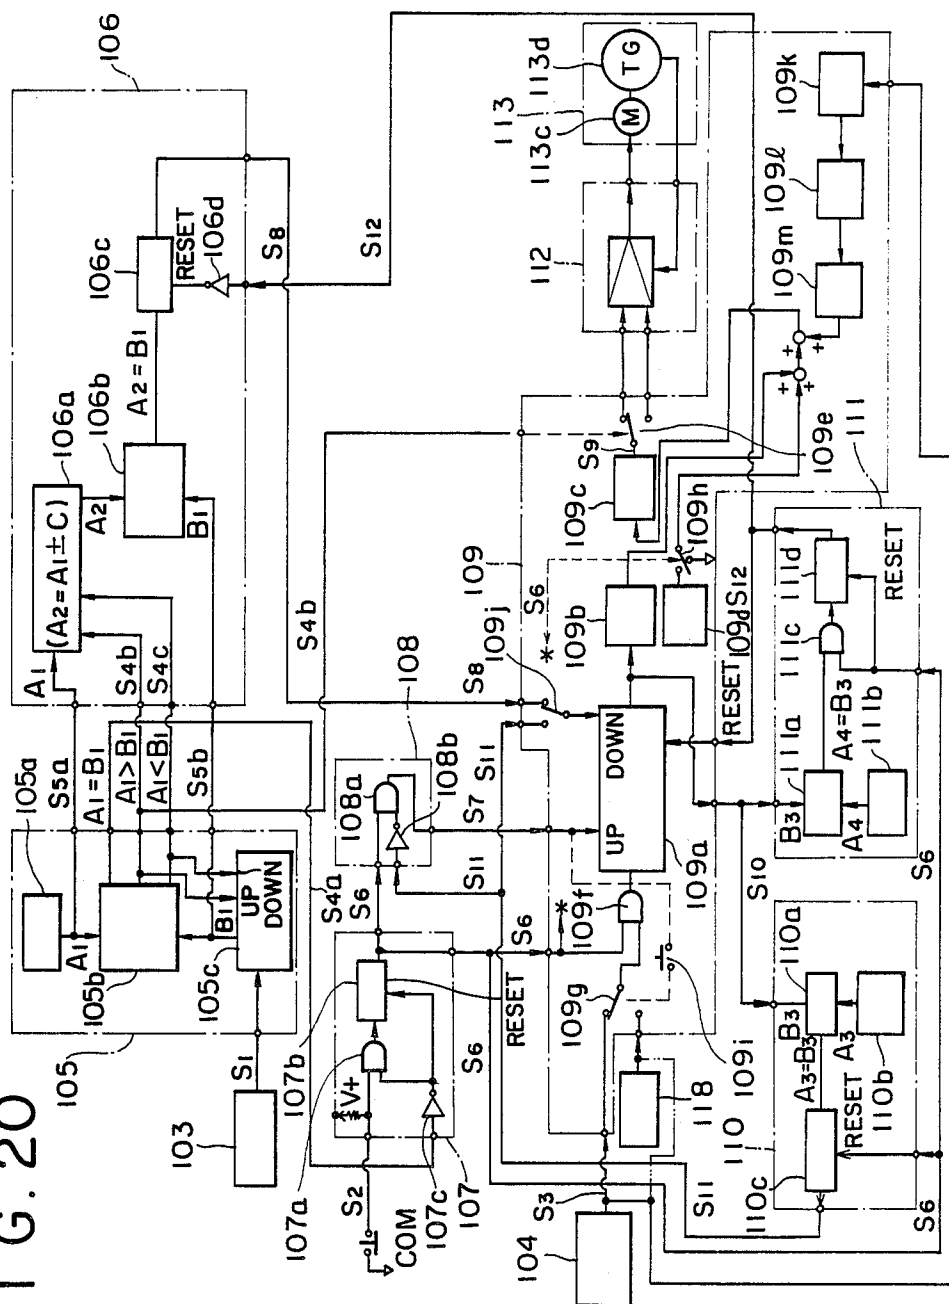 FIG. 20
106
106a
(A2=A1±C)
A1
A2
106b
B1
A2=B1
106c
RESET
106d
S8
S12
S5a
S4b
S4c
S5b
105a
A1=B1
A1>B1
A1<B1
A1
105b
B1
105c
UP
DOWN
105
S1
103
S4a
S4b
113
113c
113d
M
TG
112
109k
109l
109m
+
+
+
+
109e
S9
109c
109
S6
*
109b
109h
109d
S12
S8
109j
S11
108
108a
108b
S7
S11
S6
UP
DOWN
109a
RESET
109f
*
S6
109g
109i
118
107b
107a
V+
107c
107
RESET
S6
S2
COM
S3
104
S11
111
111d
RESET
111c
111a
A4=B3
111b
B3
A4
S6
S10
110a
B3
A3
A3=B3
110b
RESET
110
110c
S6